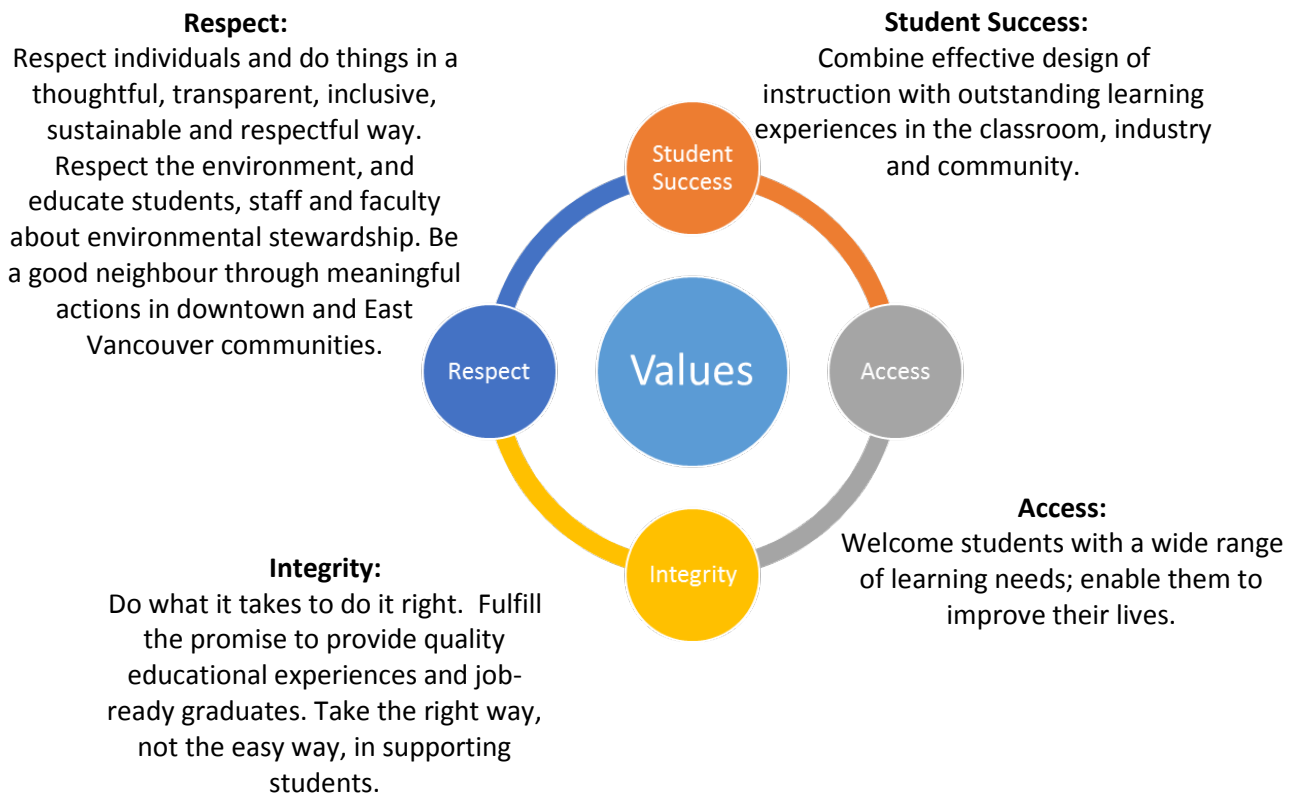 Respect:
Respect individuals and do things in a
thoughtful, transparent, inclusive,
sustainable and respectful way.
Respect the environment, and
educate students, staff and faculty
about environmental stewardship. Be
a good neighbour through meaningful
actions in downtown and East
Vancouver communities.
Student Success:
Combine effective design of
instruction with outstanding learning
experiences in the classroom, industry
and community.
Student
Success
Respect
Values
Access
Integrity
Integrity:
Do what it takes to do it right.  Fulfill
the promise to provide quality
educational experiences and job-
ready graduates. Take the right way,
not the easy way, in supporting
students.
Access:
Welcome students with a wide range
of learning needs; enable them to
improve their lives.